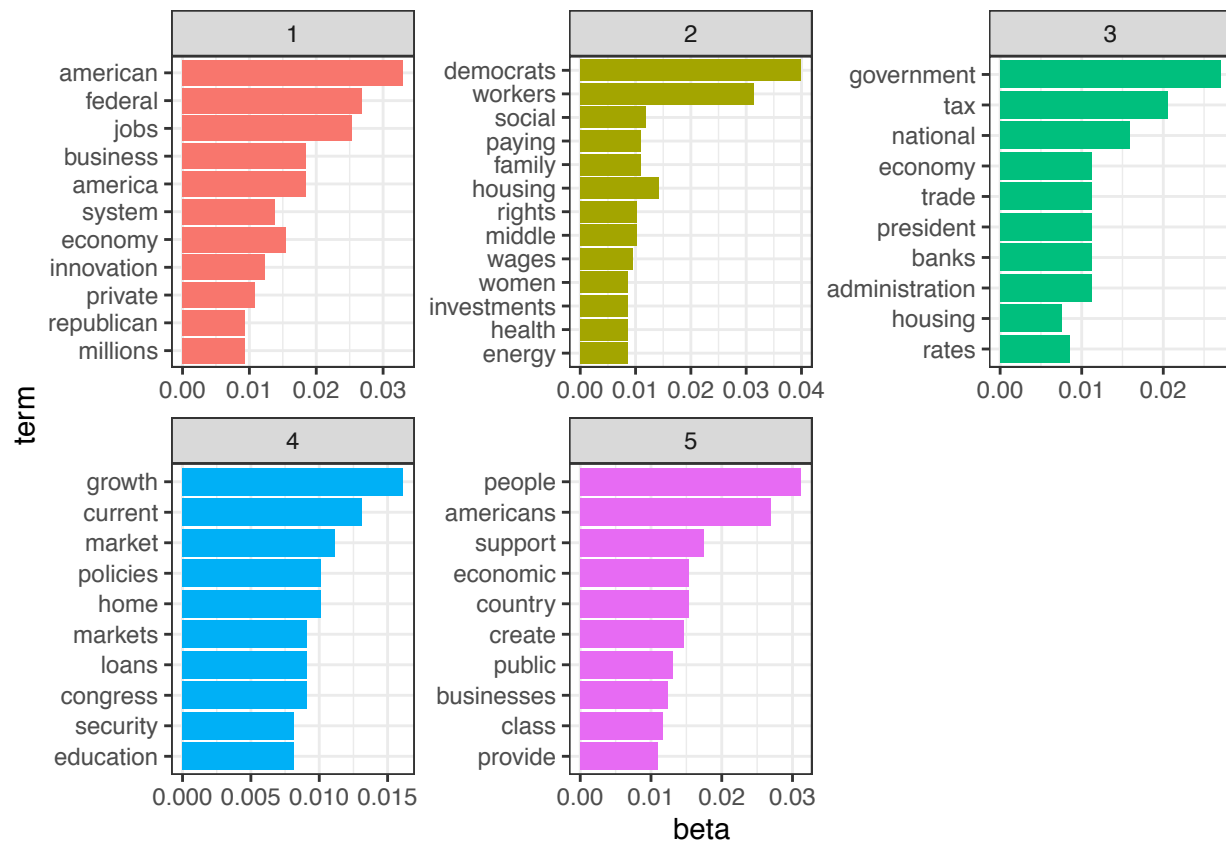 1
american
federal
jobs
business
america
system
economy
innovation
private
republican
millions
0.00 0.01 0.02 0.03
2
democrats
workers
social
paying
family
housing
rights
middle
wages
women
investments
health
energy
0.00 0.01 0.02 0.03 0.04
3
government
tax
national
economy
trade
president
banks
administration
housing
rates
0.00 0.01 0.02
term
4
growth
current
market
policies
home
markets
loans
congress
security
education
0.000 0.005 0.010 0.015
5
people
americans
support
economic
country
create
public
businesses
class
provide
0.00 0.01 0.02 0.03
beta